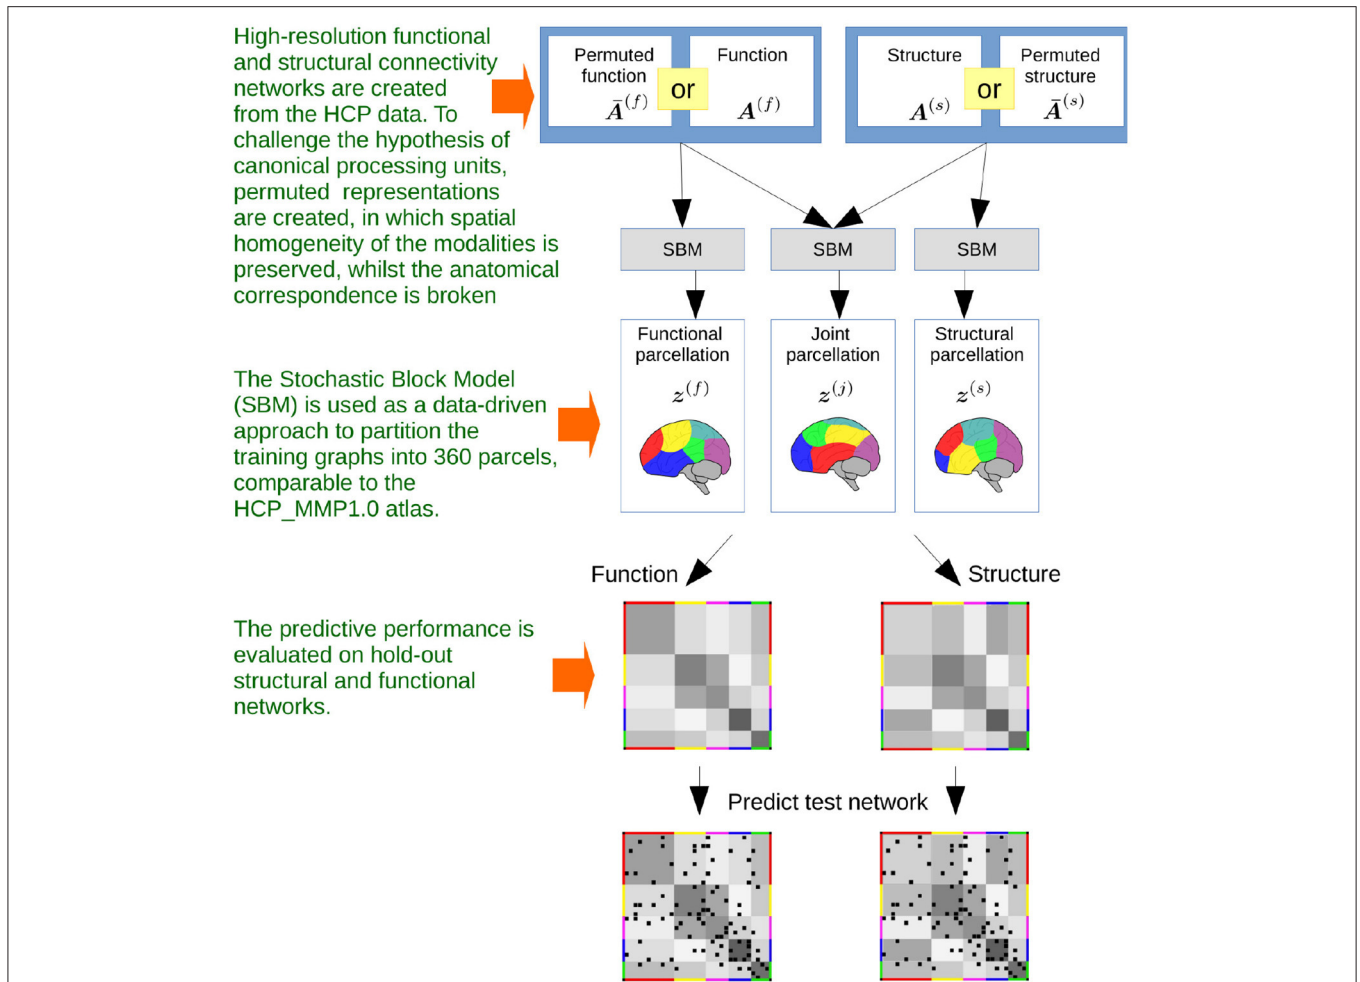 High-resolution functional
and structural connectivity
networks are created
from the HCP data. To
challenge the hypothesis of
canonical processing units,
permuted representations
are created, in which spatial
homogeneity of the modalities is
preserved, whilst the anatomical
correspondence is broken
Permuted
function
Ā^(f)
or
Function
A^(f)
Structure
A^(s)
or
Permuted
structure
Ā^(s)
SBM
SBM
SBM
The Stochastic Block Model
(SBM) is used as a data-driven
approach to partition the
training graphs into 360 parcels,
comparable to the
HCP_MMP1.0 atlas.
Functional
parcellation
z^(f)
Joint
parcellation
z^(j)
Structural
parcellation
z^(s)
The predictive performance is
evaluated on hold-out
structural and functional
networks.
Function
Structure
Predict test network